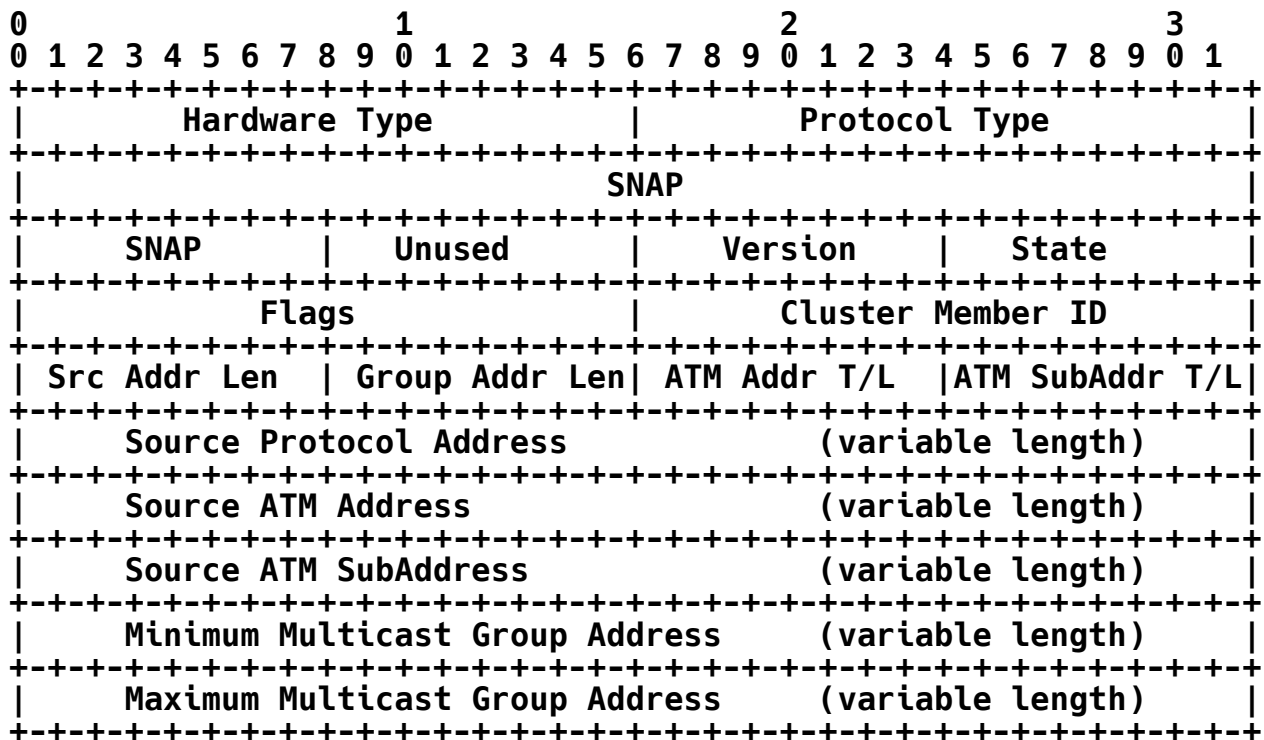 0                   1                   2                   3
0 1 2 3 4 5 6 7 8 9 0 1 2 3 4 5 6 7 8 9 0 1 2 3 4 5 6 7 8 9 0 1
+-+-+-+-+-+-+-+-+-+-+-+-+-+-+-+-+-+-+-+-+-+-+-+-+-+-+-+-+-+-+-+-+
|        Hardware Type          |        Protocol Type          |
+-+-+-+-+-+-+-+-+-+-+-+-+-+-+-+-+-+-+-+-+-+-+-+-+-+-+-+-+-+-+-+-+
|                              SNAP                             |
+-+-+-+-+-+-+-+-+-+-+-+-+-+-+-+-+-+-+-+-+-+-+-+-+-+-+-+-+-+-+-+-+
|     SNAP      |   Unused      |    Version    |   State       |
+-+-+-+-+-+-+-+-+-+-+-+-+-+-+-+-+-+-+-+-+-+-+-+-+-+-+-+-+-+-+-+-+
|            Flags              |       Cluster Member ID       |
+-+-+-+-+-+-+-+-+-+-+-+-+-+-+-+-+-+-+-+-+-+-+-+-+-+-+-+-+-+-+-+-+
| Src Addr Len  | Group Addr Len| ATM Addr T/L  |ATM SubAddr T/L|
+-+-+-+-+-+-+-+-+-+-+-+-+-+-+-+-+-+-+-+-+-+-+-+-+-+-+-+-+-+-+-+-+
|     Source Protocol Address             (variable length)     |
+-+-+-+-+-+-+-+-+-+-+-+-+-+-+-+-+-+-+-+-+-+-+-+-+-+-+-+-+-+-+-+-+
|     Source ATM Address                  (variable length)     |
+-+-+-+-+-+-+-+-+-+-+-+-+-+-+-+-+-+-+-+-+-+-+-+-+-+-+-+-+-+-+-+-+
|     Source ATM SubAddress               (variable length)     |
+-+-+-+-+-+-+-+-+-+-+-+-+-+-+-+-+-+-+-+-+-+-+-+-+-+-+-+-+-+-+-+-+
|     Minimum Multicast Group Address     (variable length)     |
+-+-+-+-+-+-+-+-+-+-+-+-+-+-+-+-+-+-+-+-+-+-+-+-+-+-+-+-+-+-+-+-+
|     Maximum Multicast Group Address     (variable length)     |
+-+-+-+-+-+-+-+-+-+-+-+-+-+-+-+-+-+-+-+-+-+-+-+-+-+-+-+-+-+-+-+-+